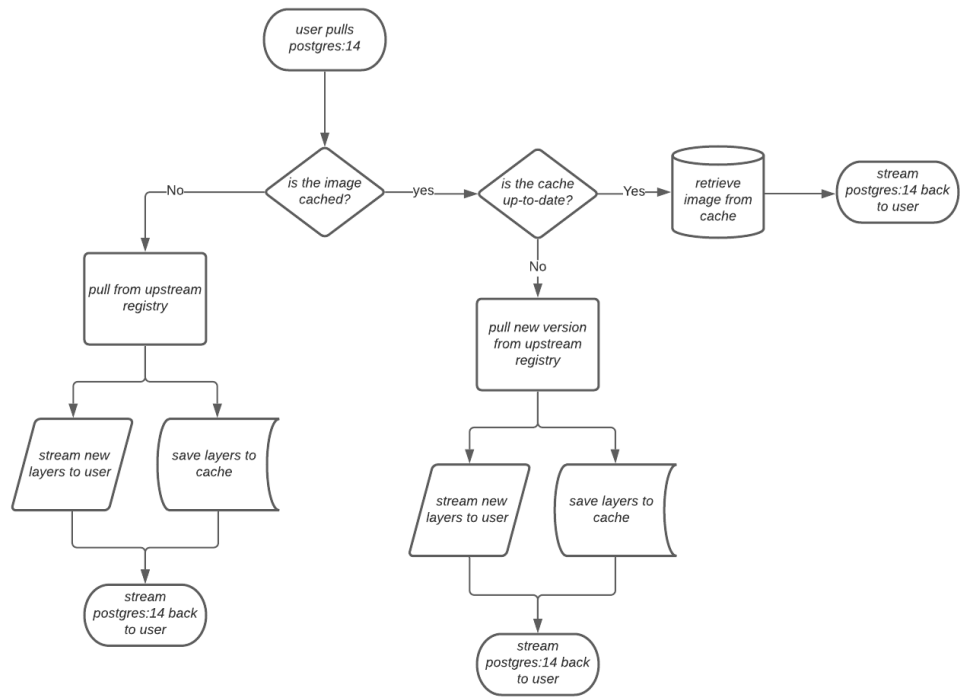 user pulls
postgres:14
is the image
cached?
No
yes
is the cache
up-to-date?
Yes
retrieve
image from
cache
stream
postgres:14 back
to user
No
pull from upstream
registry
pull new version
from upstream
registry
stream new
layers to user
save layers to
cache
stream new
layers to user
save layers to
cache
stream
postgres:14 back
to user
stream
postgres:14 back
to user